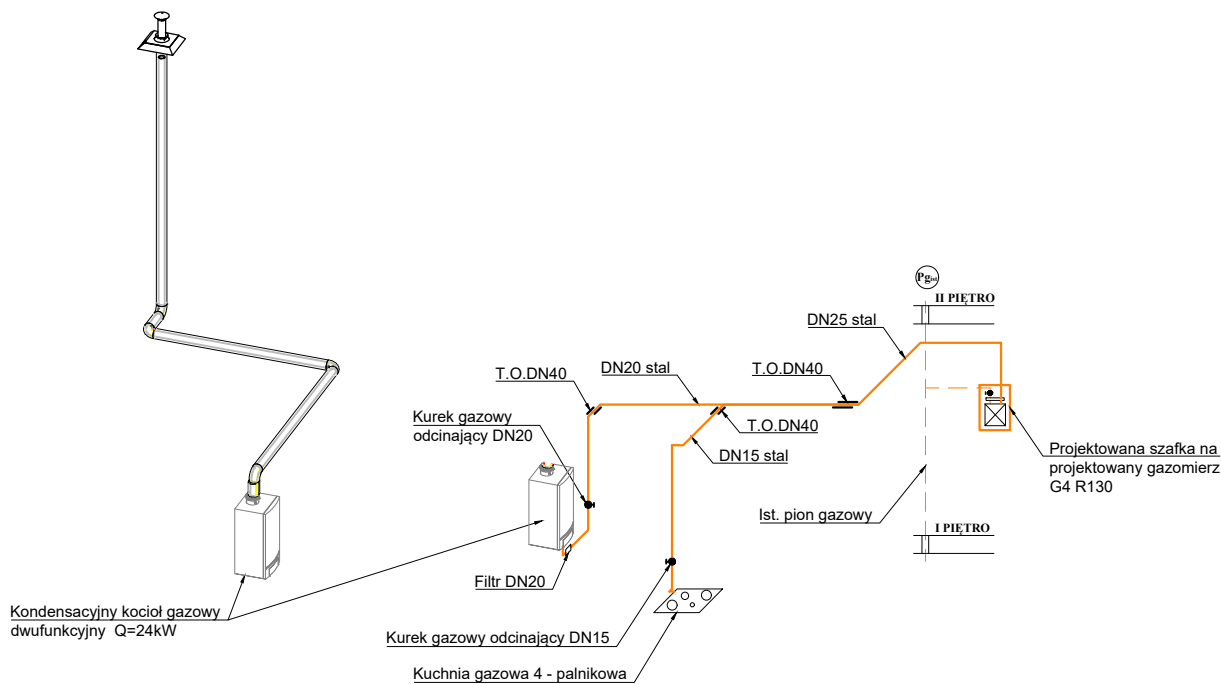 Pgist
II PIĘTRO
DN25 stal
T.O.DN40
DN20 stal
T.O.DN40
Kurek gazowy
odcinający DN20
T.O.DN40
DN15 stal
Projektowana szafka na
projektowany gazomierz
G4 R130
Ist. pion gazowy
I PIĘTRO
Filtr DN20
Kondensacyjny kocioł gazowy
dwufunkcyjny Q=24kW
Kurek gazowy odcinający DN15
Kuchnia gazowa 4 - palnikowa